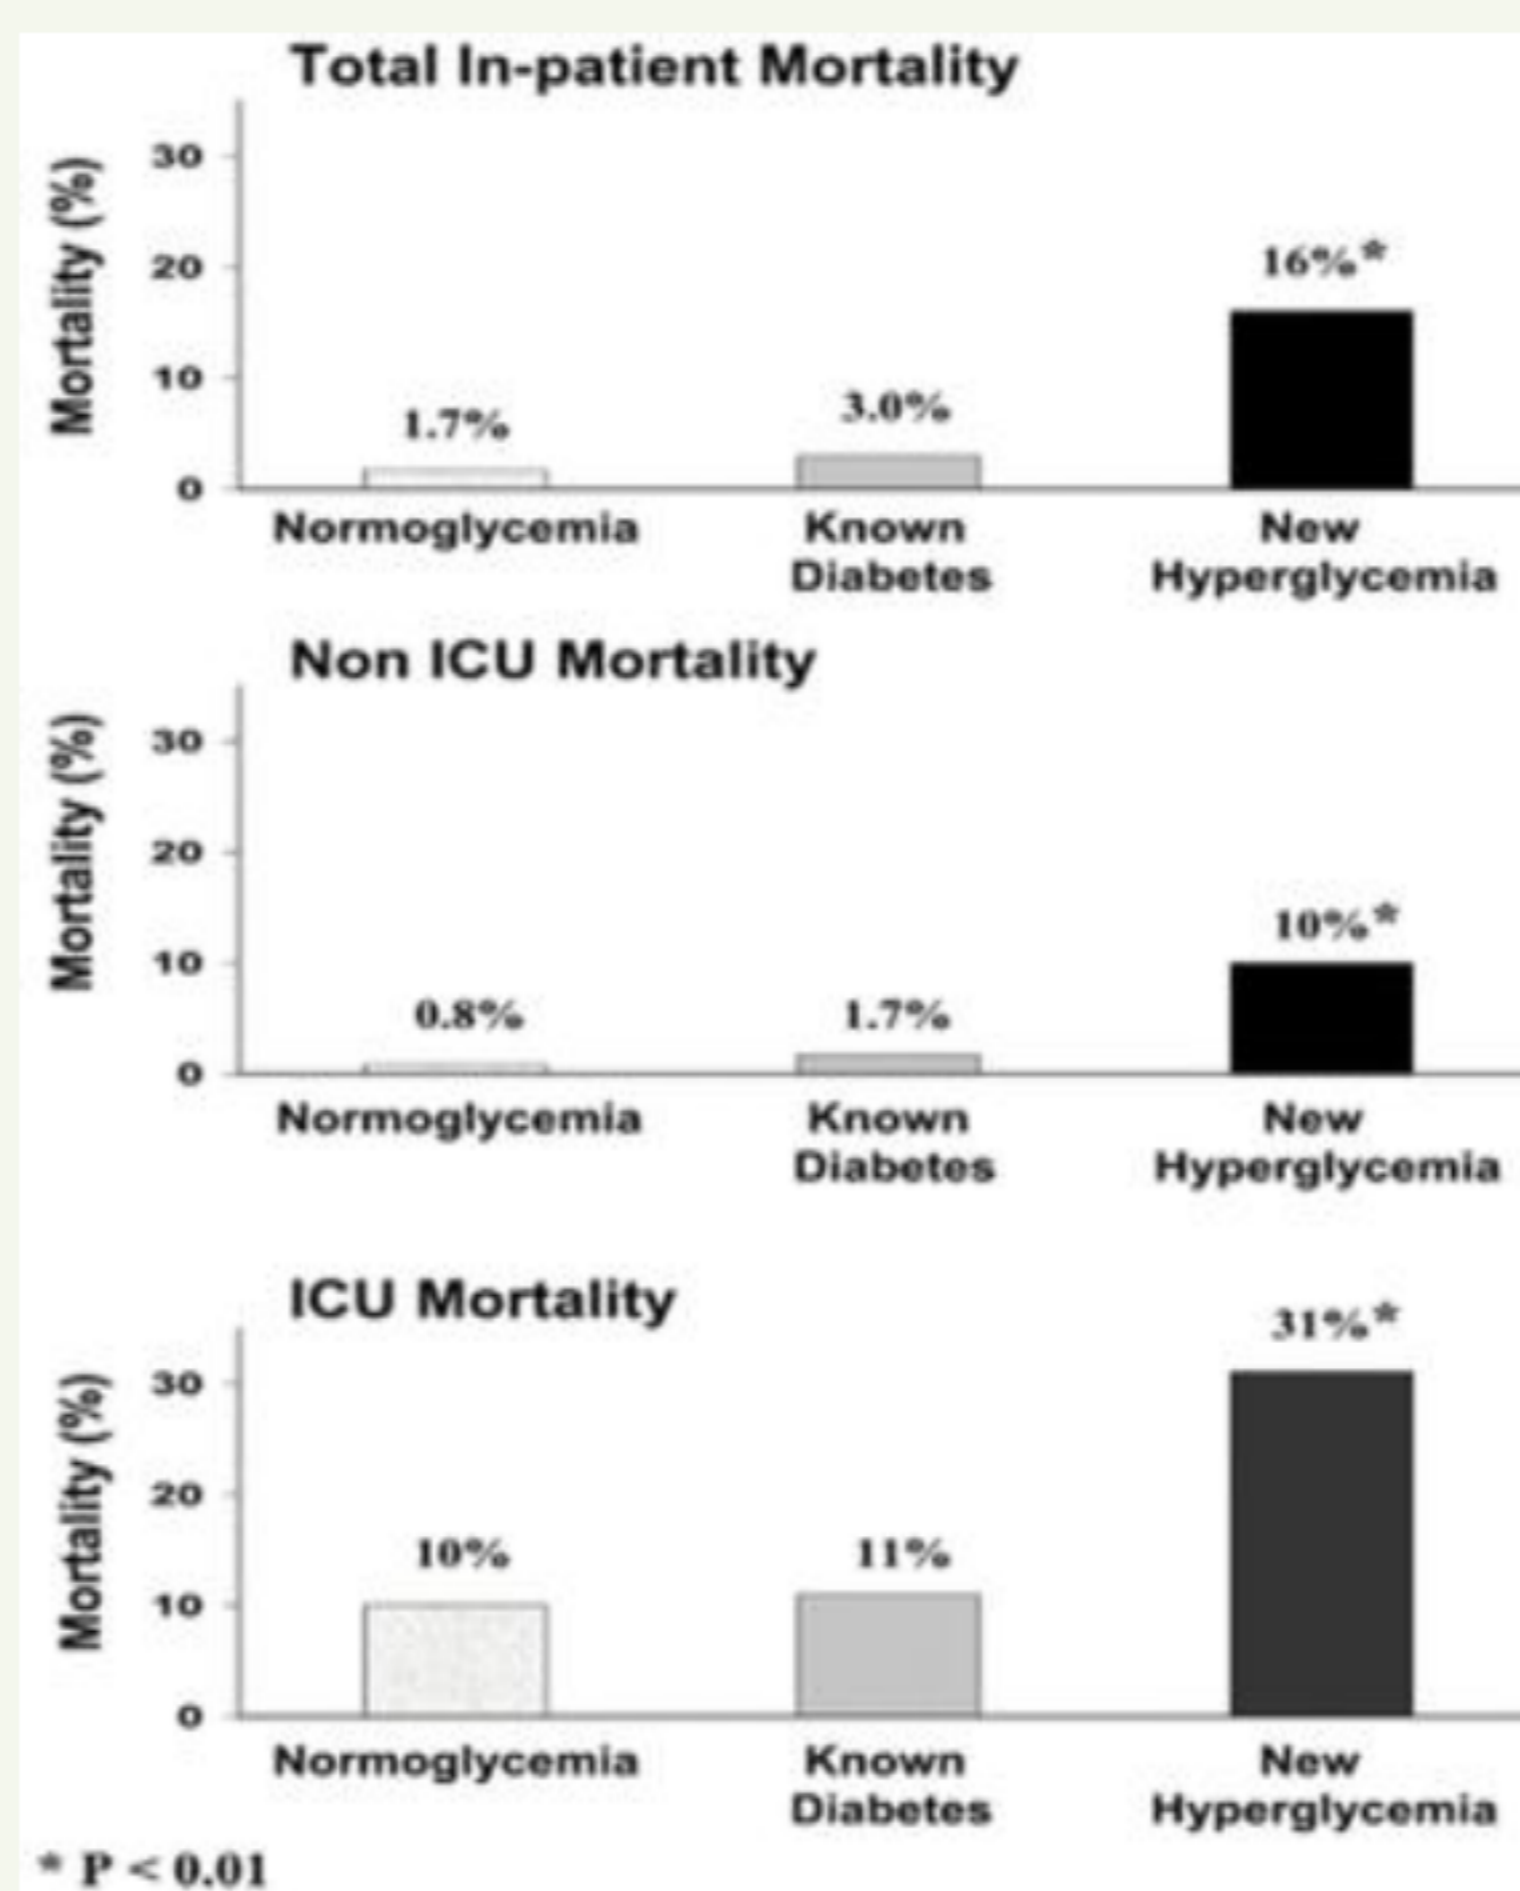 Total In-patient Mortality
Mortality (%)
30
20
10
0
1.7%
3.0%
16%*
Normoglycemia
Known
Diabetes
New
Hyperglycemia
Non ICU Mortality
Mortality (%)
30
20
10
0
0.8%
1.7%
10%*
Normoglycemia
Known
Diabetes
New
Hyperglycemia
ICU Mortality
Mortality (%)
30
20
10
0
10%
11%
31%*
Normoglycemia
Known
Diabetes
New
Hyperglycemia
* P < 0.01